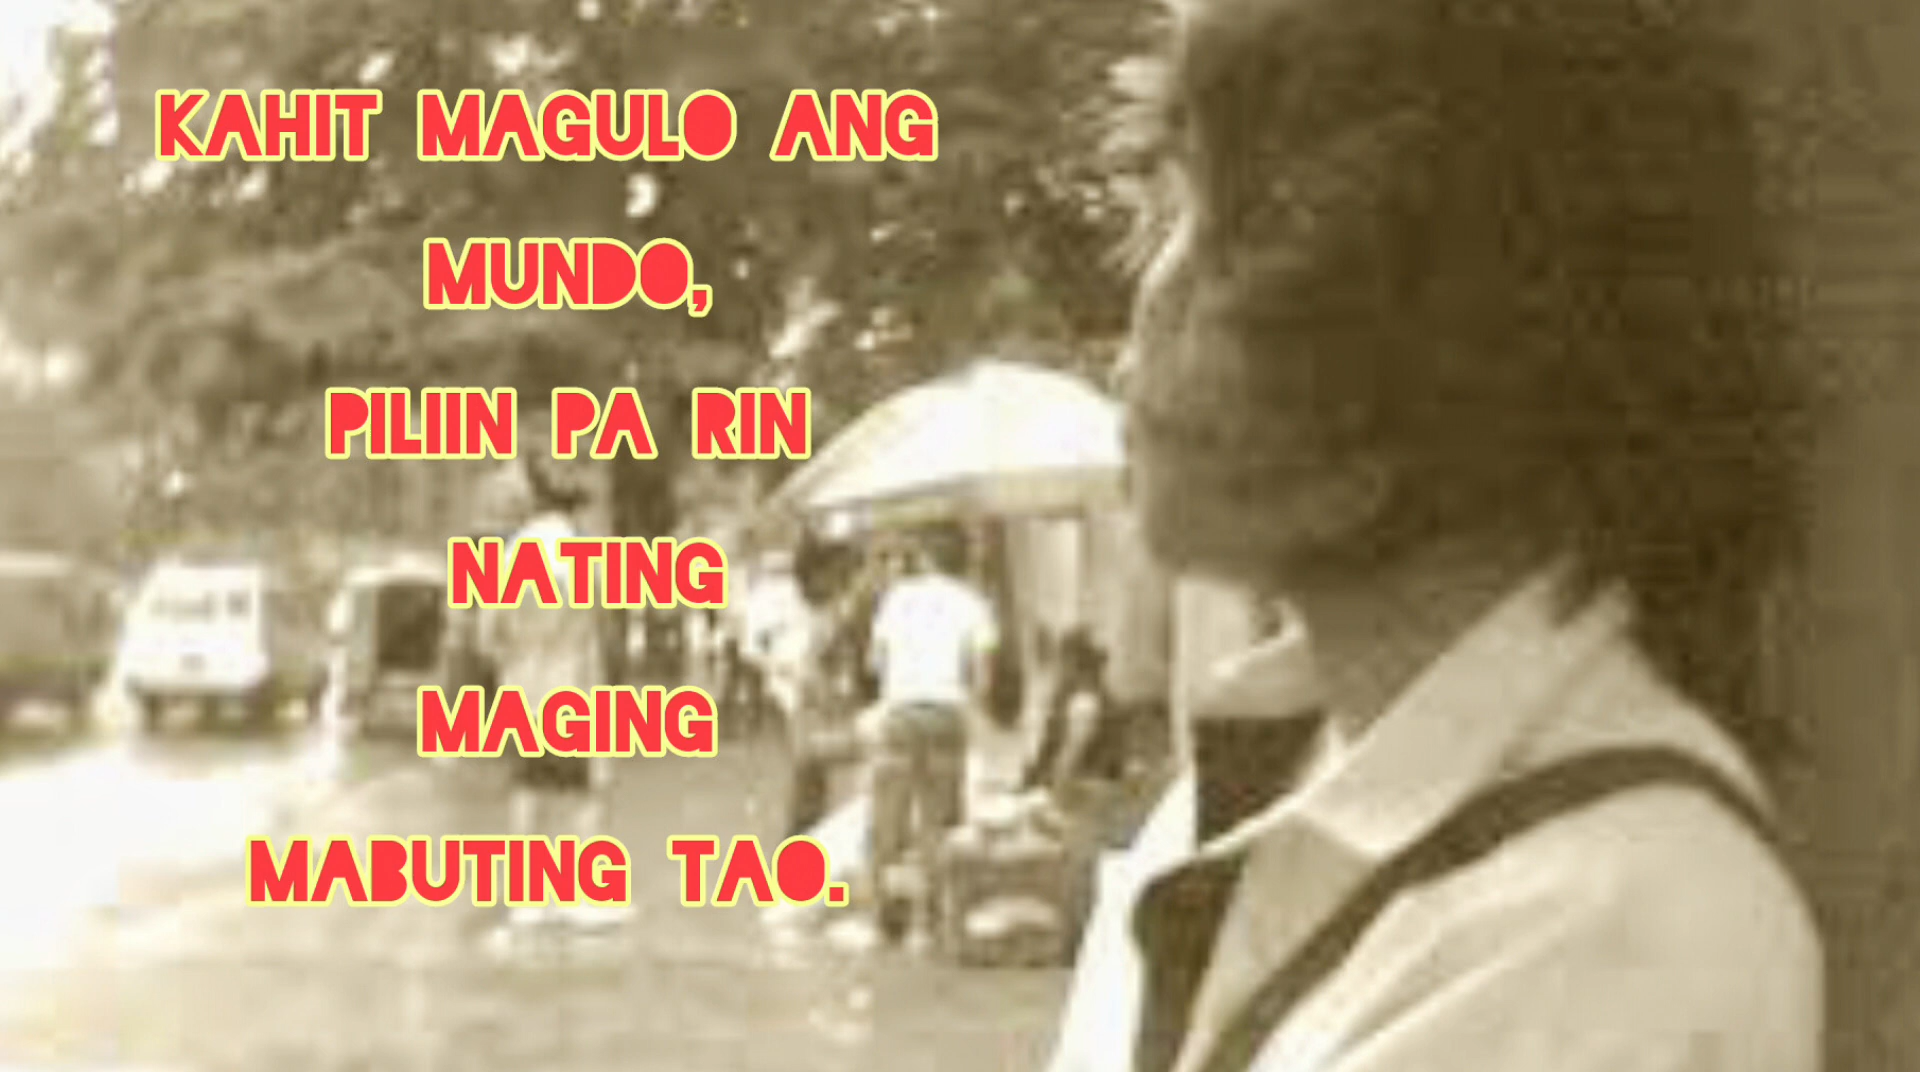 KAHIT MAGULO ANG
MUNDO,
PILIIN PA RIN
NATING
MAGING
MABUTING TAO.